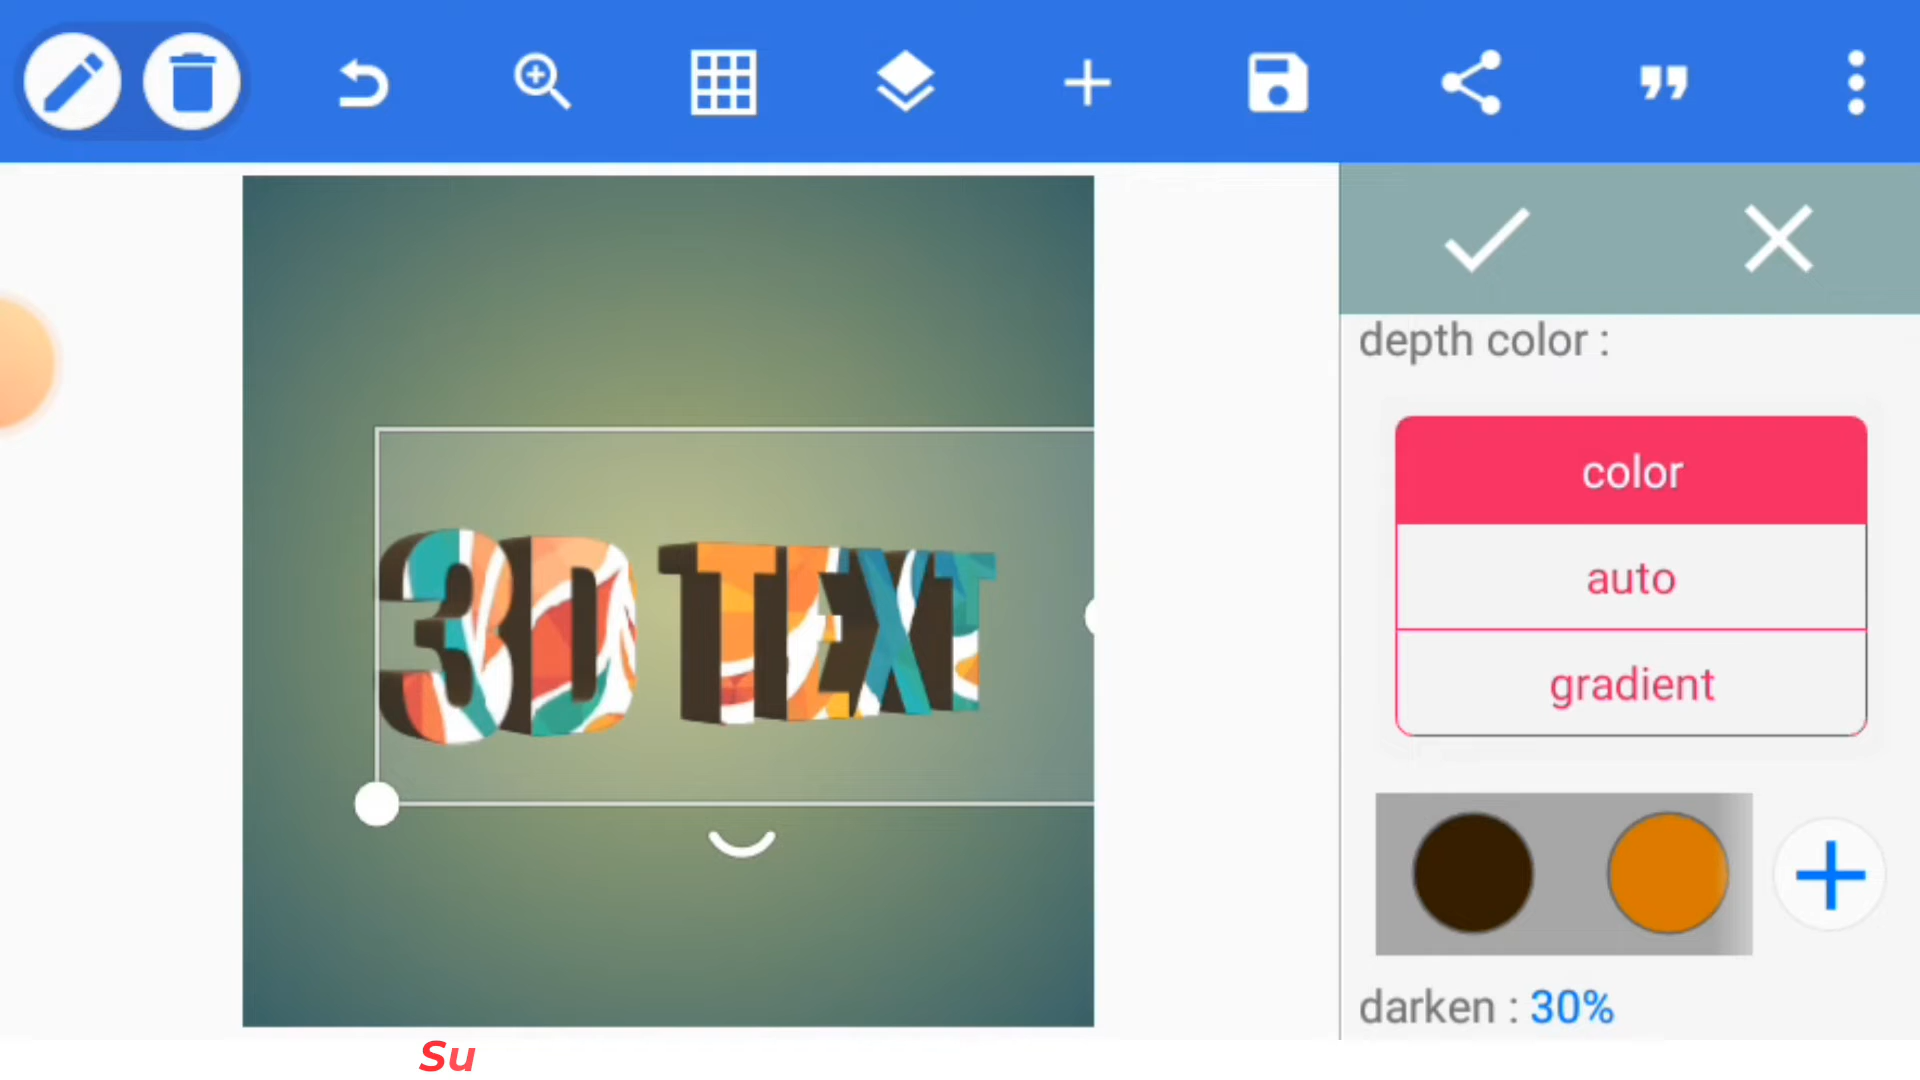 depth color :
color
3D TEXT
auto
gradient
darken : 30%
Su